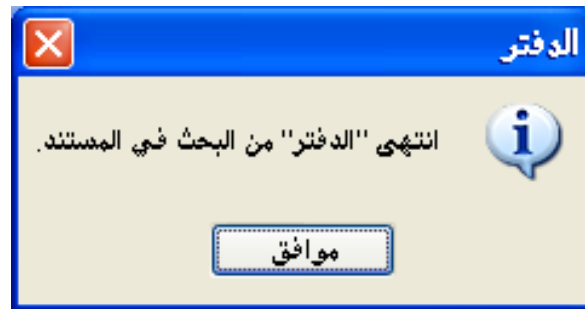 الدفتر
انتهى "الدفتر" من البحث في المستند.
موافق